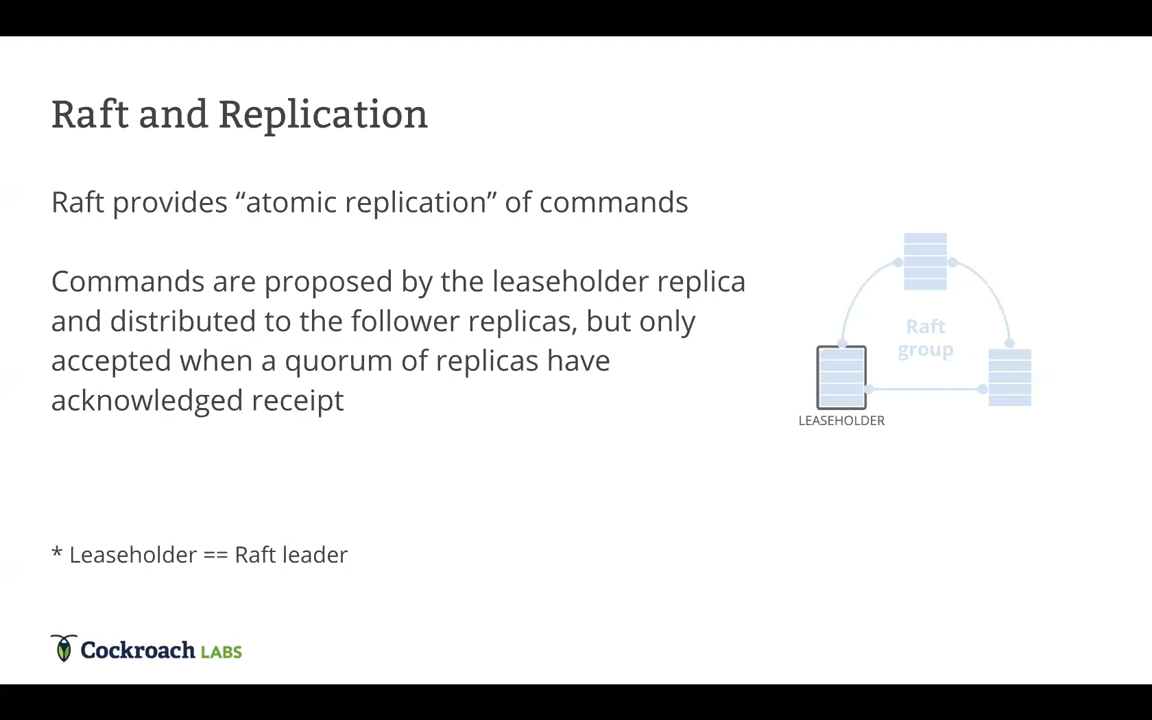 Raft and Replication
Raft provides “atomic replication” of commands
Commands are proposed by the leaseholder replica
and distributed to the follower replicas, but only
accepted when a quorum of replicas have
acknowledged receipt
Raft
group
LEASEHOLDER
* Leaseholder == Raft leader
Cockroach LABS